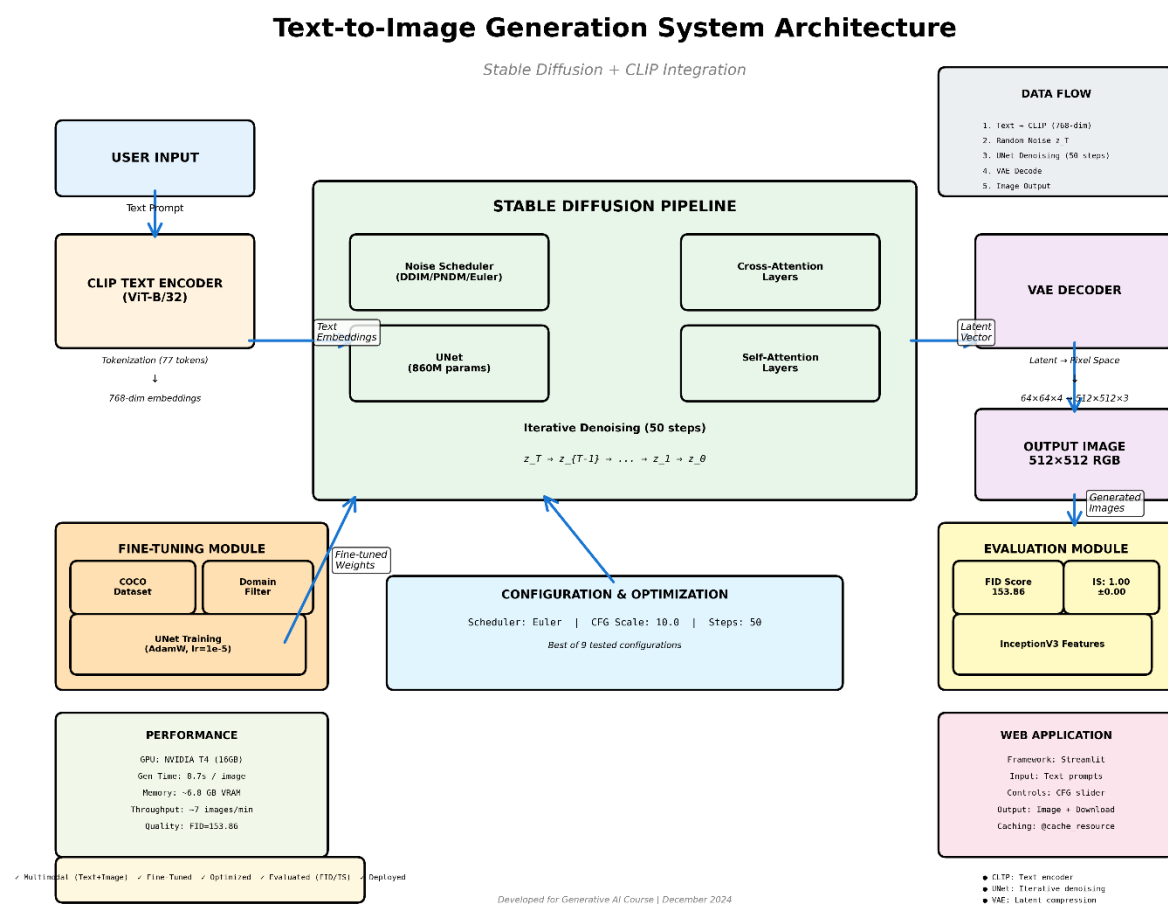 Text-to-Image Generation System Architecture
Stable Diffusion + CLIP Integration
DATA FLOW
1. Text → CLIP (768-dim)
2. Random Noise z_T
3. UNet Denoising (50 steps)
4. VAE Decode
5. Image Output
USER INPUT
Text Prompt
CLIP TEXT ENCODER
(ViT-B/32)
Tokenization (77 tokens)
↓
768-dim embeddings
Text
Embeddings
STABLE DIFFUSION PIPELINE
Noise Scheduler
(DDIM/PNDM/Euler)
Cross-Attention
Layers
UNet
(860M params)
Self-Attention
Layers
Iterative Denoising (50 steps)
z_T → z_{T-1} → ... → z_1 → z_0
Latent
Vector
VAE DECODER
Latent → Pixel Space
↓
64×64×4 → 512×512×3
OUTPUT IMAGE
512×512 RGB
Generated
Images
FINE-TUNING MODULE
COCO
Dataset
Domain
Filter
UNet Training
(AdamW, lr=1e-5)
Fine-tuned
Weights
CONFIGURATION & OPTIMIZATION
Scheduler: Euler | CFG Scale: 10.0 | Steps: 50
Best of 9 tested configurations
EVALUATION MODULE
FID Score
153.86
IS: 1.00
±0.00
InceptionV3 Features
PERFORMANCE
GPU: NVIDIA T4 (16GB)
Gen Time: 8.7s / image
Memory: ~6.8 GB VRAM
Throughput: ~7 images/min
Quality: FID=153.86
WEB APPLICATION
Framework: Streamlit
Input: Text prompts
Controls: CFG slider
Output: Image + Download
Caching: @cache resource
✓ Multimodal (Text+Image) ✓ Fine-Tuned ✓ Optimized ✓ Evaluated (FID/IS) ✓ Deployed
● CLIP: Text encoder
● UNet: Iterative denoising
● VAE: Latent compression
Developed for Generative AI Course | December 2024